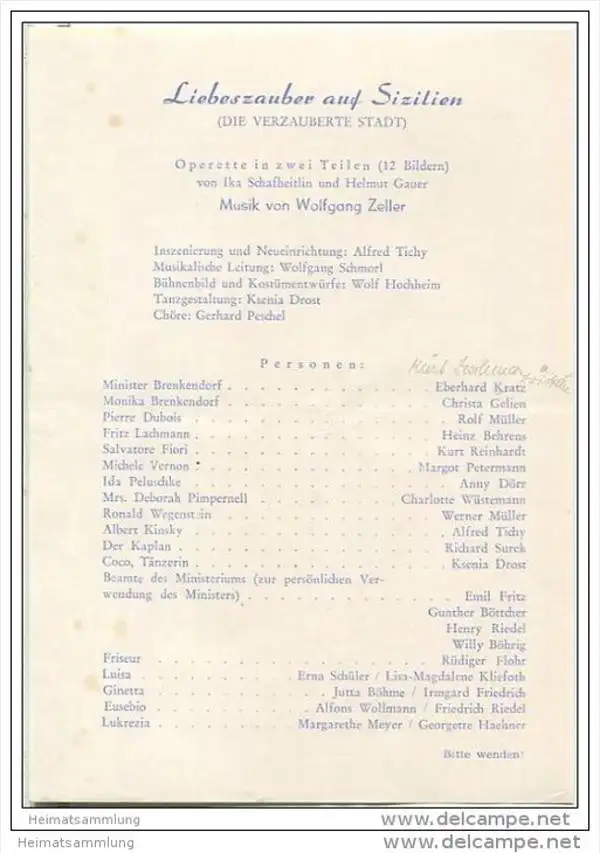 Liebeszauber auf Sizilien
(DIE VERZAUBERTE STADT)
Operette in zwei Teilen (12 Bildern)
von Ika Schafheitlin und Helmut Gauer
Musik von Wolfgang Zeller
Inszenierung und Neueinrichtung: Alfred Tichy
Musikalische Leitung: Wolfgang Schmorl
Bühnenbild und Kostümentwürfe: Wolf Hochheim
Tanzgestaltung: Ksenia Drost
Chöre: Gerhard Peschel
Personen:
Kurt
Minister Brenkendorf . . . . . . . . . . . . . Eberhard Kratz
Monika Brenkendorf . . . . . . . . . . . . . Christa Gelien
Pierre Dubois . . . . . . . . . . . . . . . . Rolf Müller
Fritz Lachmann . . . . . . . . . . . . . . . Heinz Behrens
Salvatore Fiori . . . . . . . . . . . . . . . Kurt Reinhardt
Michele Vernon . . . . . . . . . . . . . . Margot Petermann
Ida Peluschke . . . . . . . . . . . . . . . . Anny Dörr
Mrs. Deborah Pimpernell . . . . . . . . . Charlotte Wüstemann
Ronald Wegenstein . . . . . . . . . . . . . Werner Müller
Albert Kinsky . . . . . . . . . . . . . . . . Alfred Tichy
Der Kaplan . . . . . . . . . . . . . . . . Richard Surck
Coco, Tänzerin . . . . . . . . . . . . . . . Ksenia Drost
Beamte des Ministeriums (zur persönlichen Ver-
wendung des Ministers) . . . . . . . . . . . . . . Emil Fritz
Gunther Böttcher
Henry Riedel
Willy Böhrig
Friseur . . . . . . . . . . . . . . . . . Rüdiger Flohr
Luisa . . . . . . . . . Erna Schüler / Lisa-Magdalene Kliefoth
Ginetta . . . . . . . . . . . Jutta Böhme / Irmgard Friedrich
Eusebio . . . . . . . . . . Alfons Wollmann / Friedrich Riedel
Lukrezia . . . . . . . . . Margarethe Meyer / Georgette Haehner
Bitte wenden!
Heimatsammlung www.delcampe.net
Heimatsammlung www.delcampe.net